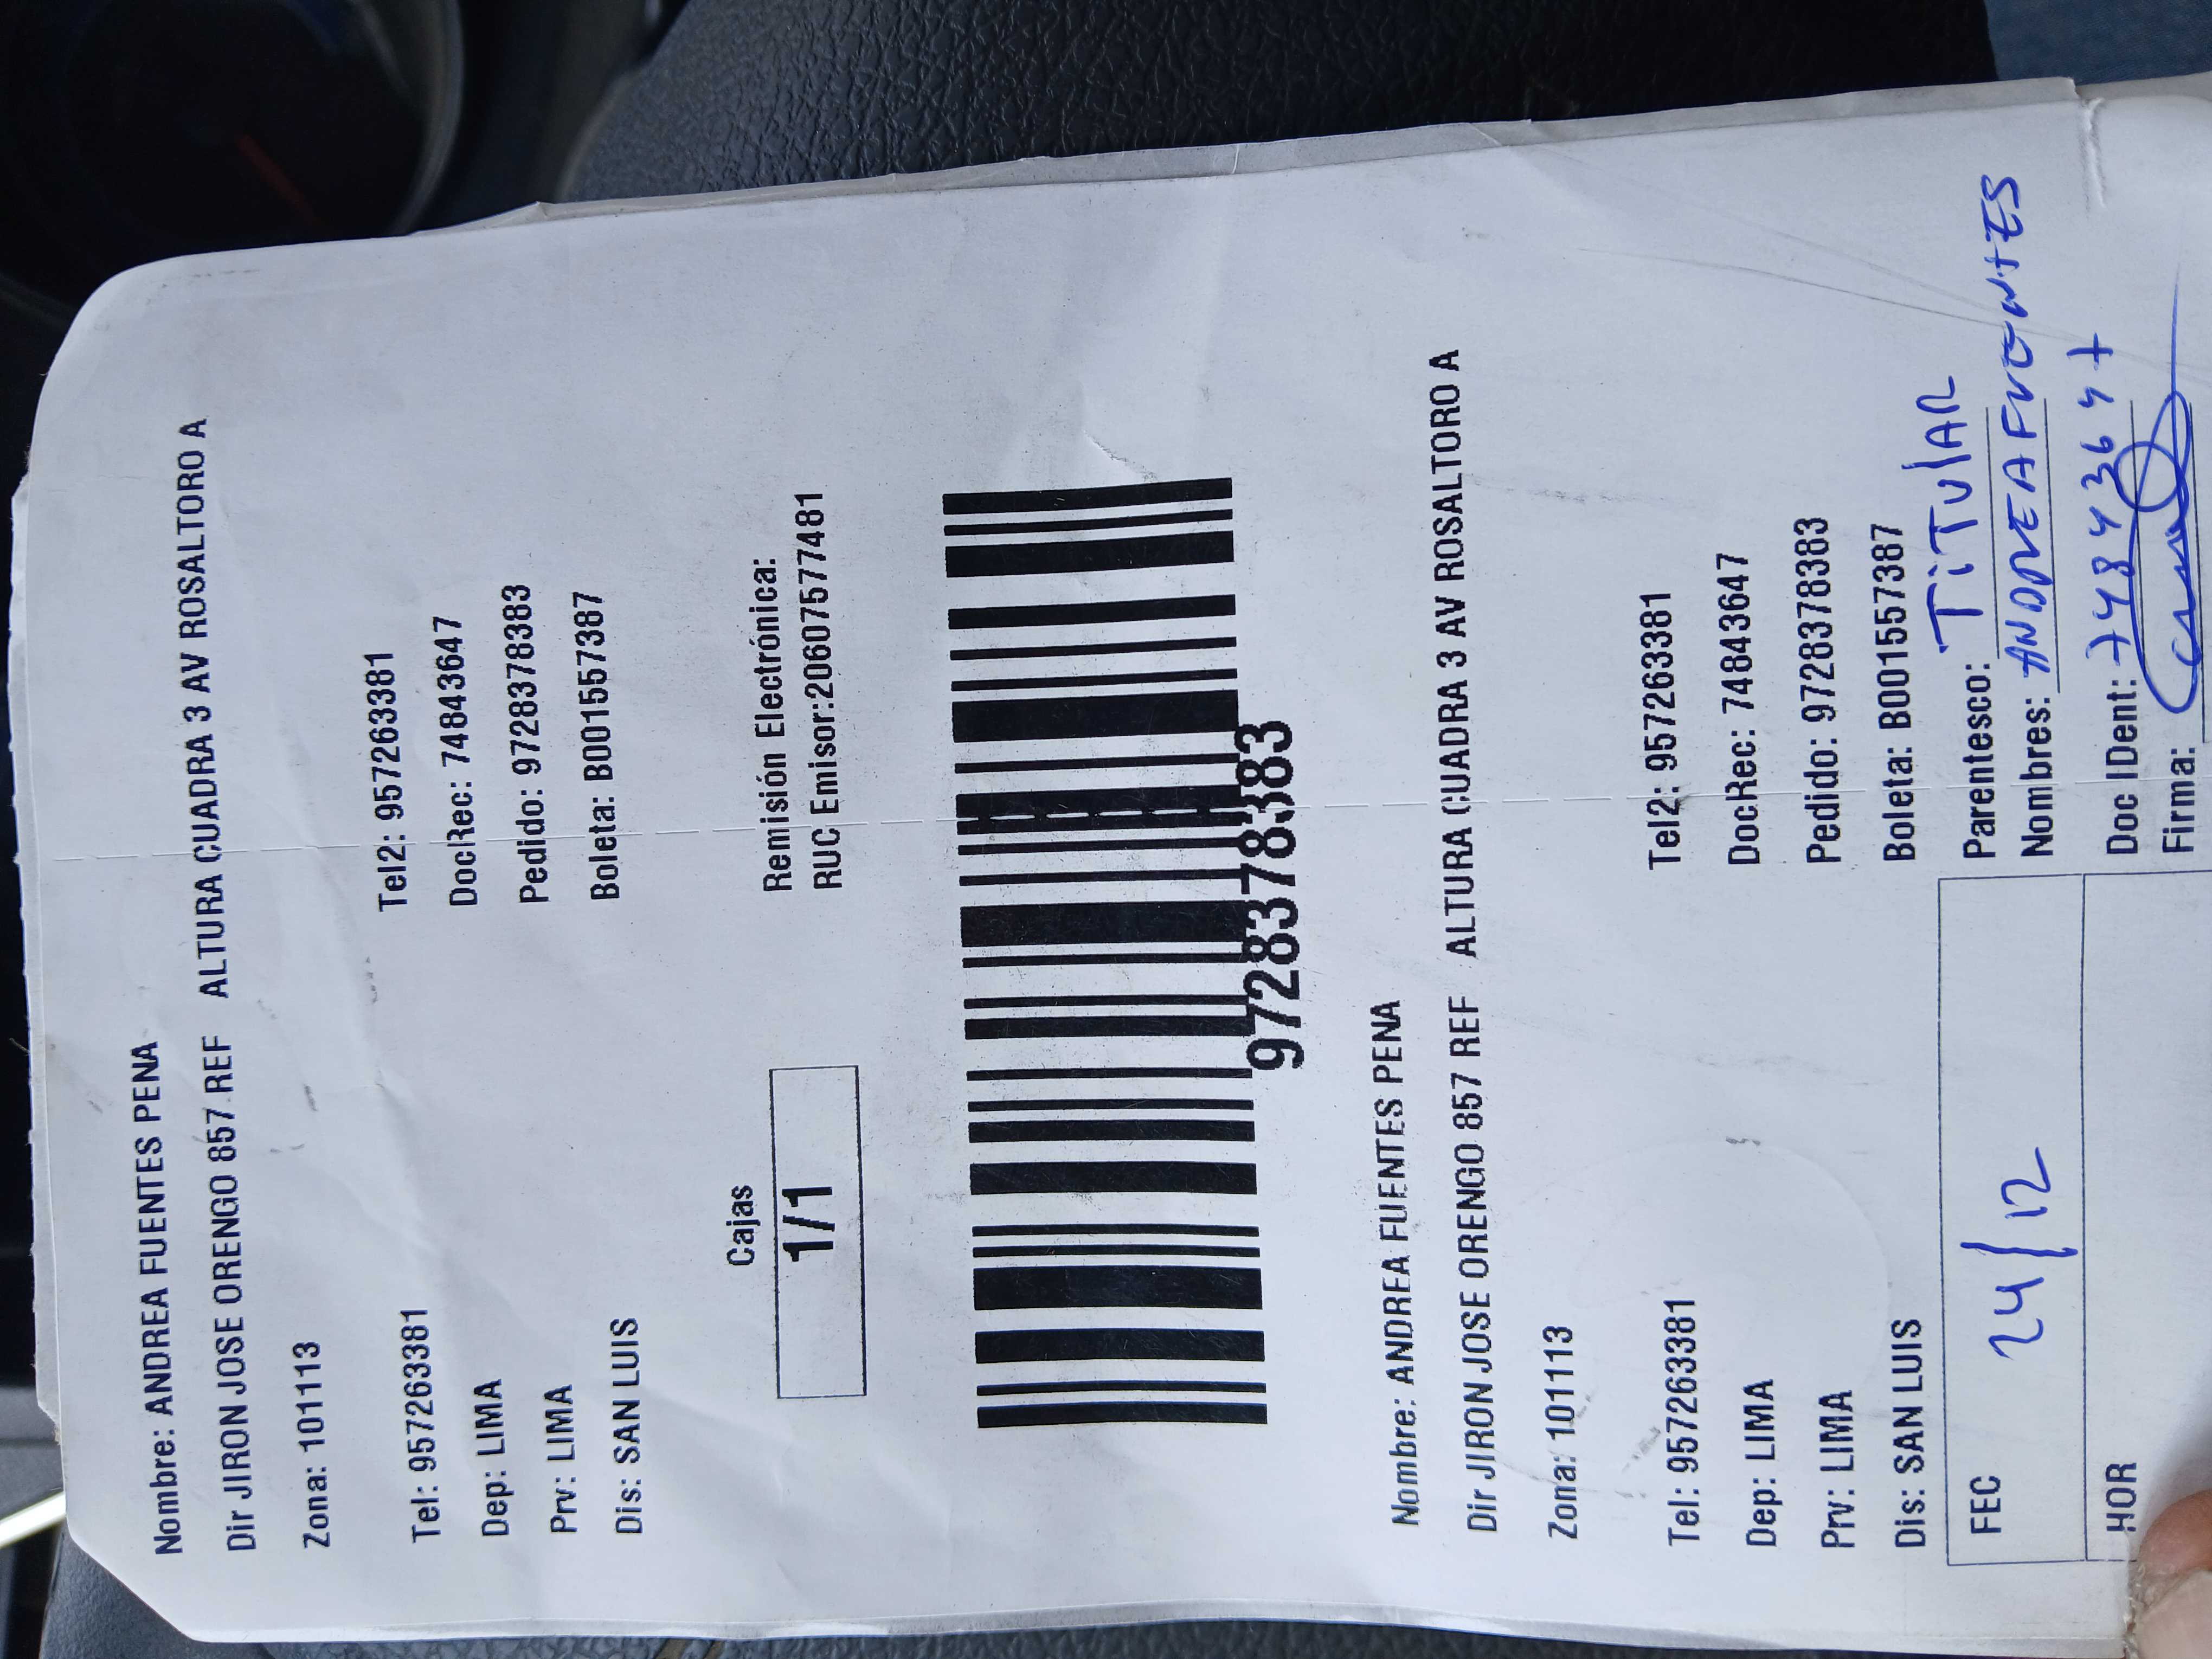 Nombre: ANDREA FUENTES PENA
Dir JIRON JOSE ORENGO 857 REF ALTURA CUADRA 3 AV ROSALTORO A
Zona: 101113
Tel: 957263381 Tel2: 957263381
Dep: LIMA DocRec: 74843647
Prv: LIMA Pedido: 97283778383
Dis: SAN LUIS Boleta: B001557387
Cajas
1/1
Remisión Electrónica:
RUC Emisor:20607577481
97283778383
Nombre: ANDREA FUENTES PENA
Dir JIRON JOSE ORENGO 857 REF ALTURA CUADRA 3 AV ROSALTORO A
Zona: 101113
Tel: 957263381 Tel2: 957263381
Dep: LIMA DocRec: 74843647
Prv: LIMA Pedido: 97283778383
Dis: SAN LUIS Boleta: B001557387
FEC 24/12 Parentesco: TiTulAR
Nombres: ANDREA FUENTES
HOR Doc IDent: 74843647
Firma: